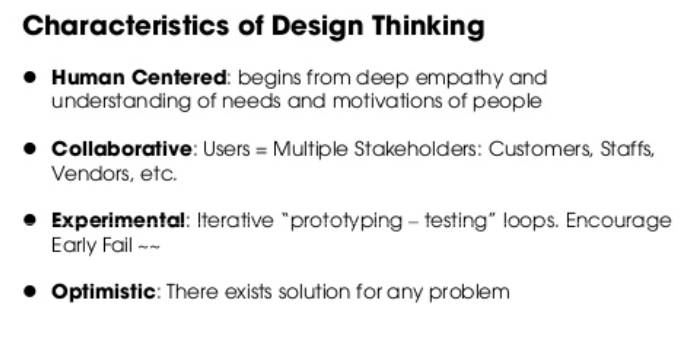 Characteristics of Design Thinking
● Human Centered: begins from deep empathy and
understanding of needs and motivations of people
● Collaborative: Users = Multiple Stakeholders: Customers, Staffs,
Vendors, etc.
● Experimental: Iterative “prototyping – testing” loops. Encourage
Early Fail ~~
● Optimistic: There exists solution for any problem